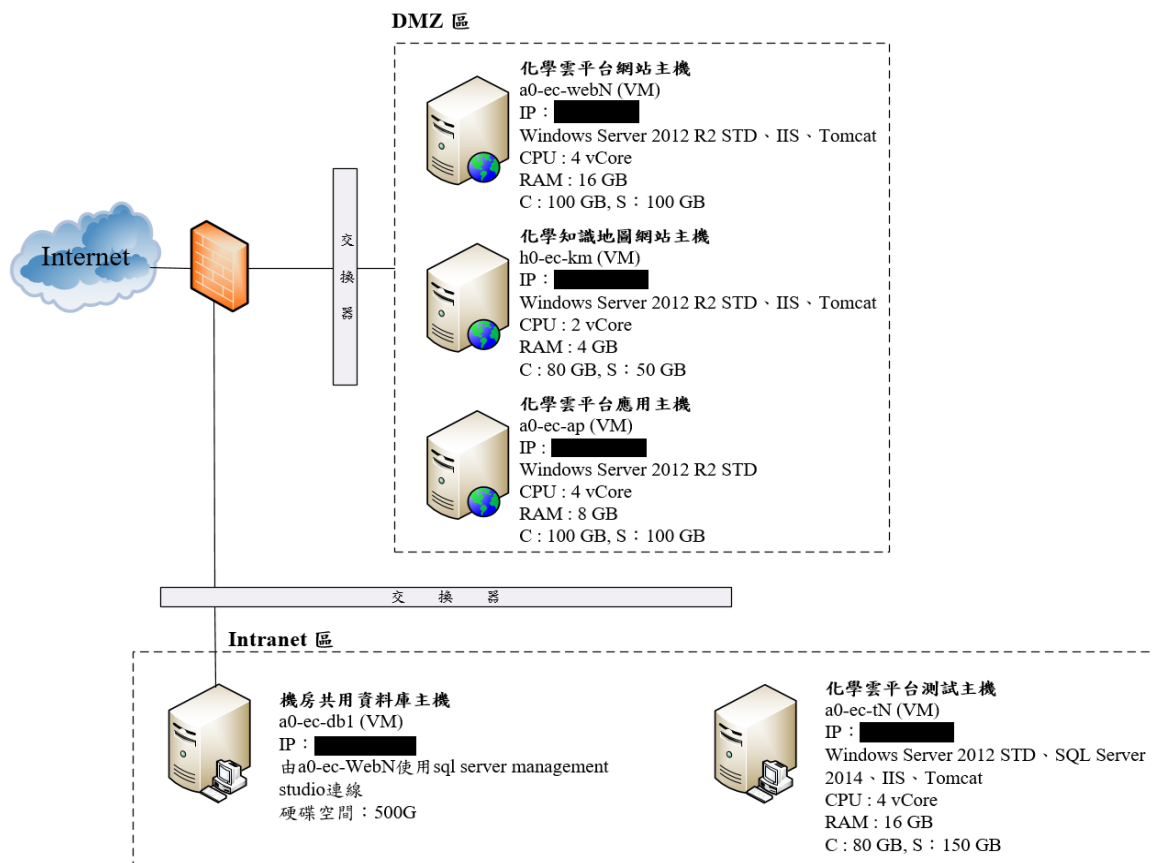 DMZ 區
化學雲平台網站主機
a0-ec-webN (VM)
IP：
Windows Server 2012 R2 STD、IIS、Tomcat
CPU : 4 vCore
RAM : 16 GB
C : 100 GB, S：100 GB
Internet
交換器
化學知識地圖網站主機
h0-ec-km (VM)
IP：
Windows Server 2012 R2 STD、IIS、Tomcat
CPU : 2 vCore
RAM : 4 GB
C : 80 GB, S：50 GB
化學雲平台應用主機
a0-ec-ap (VM)
IP :
Windows Server 2012 R2 STD
CPU : 4 vCore
RAM : 8 GB
C : 100 GB, S：100 GB
交換器
Intranet 區
機房共用資料庫主機
a0-ec-db1 (VM)
IP：
由a0-ec-WebN使用sql server management
studio連線
硬碟空間：500G
化學雲平台測試主機
a0-ec-tN (VM)
IP：
Windows Server 2012 STD、SQL Server
2014、IIS、Tomcat
CPU : 4 vCore
RAM : 16 GB
C : 80 GB, S：150 GB